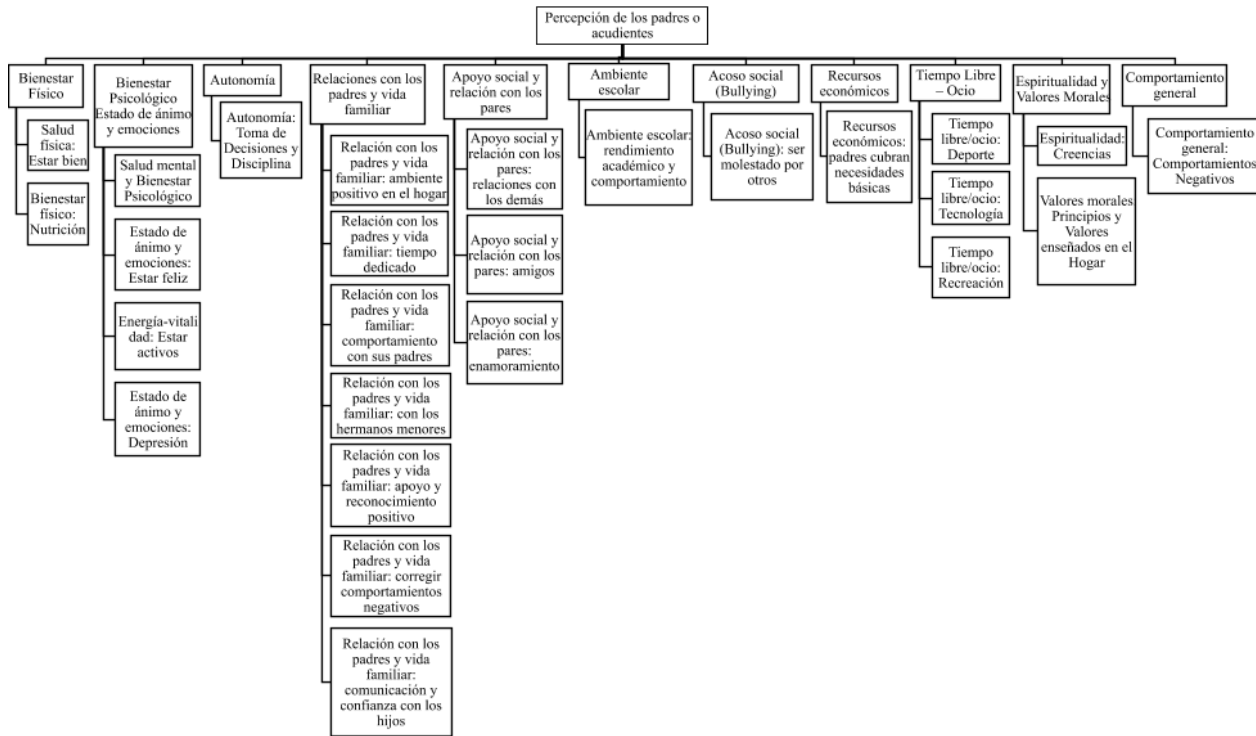 Percepción de los padres o
acudientes
Bienestar
Físico
Salud
física:
Estar bien
Bienestar
físico:
Nutrición
Bienestar
Psicológico
Estado de ánimo
y emociones
Salud mental
y Bienestar
Psicológico
Estado de
ánimo y
emociones:
Estar feliz
Energía-vitali
dad: Estar
activos
Estado de
ánimo y
emociones:
Depresión
Autonomía
Autonomía:
Toma de
Decisiones y
Disciplina
Relaciones con los
padres y vida
familiar
Relación con los
padres y vida
familiar: ambiente
positivo en el hogar
Relación con los
padres y vida
familiar: tiempo
dedicado
Relación con los
padres y vida
familiar:
comportamiento
con sus padres
Relación con los
padres y vida
familiar: con los
hermanos menores
Relación con los
padres y vida
familiar: apoyo y
reconocimiento
positivo
Relación con los
padres y vida
familiar: corregir
comportamientos
negativos
Relación con los
padres y vida
familiar:
comunicación y
confianza con los
hijos
Apoyo social y
relación con los
pares
Apoyo social y
relación con los
pares:
relaciones con
los demás
Apoyo social y
relación con los
pares: amigos
Apoyo social y
relación con los
pares:
enamoramiento
Ambiente
escolar
Ambiente escolar:
rendimiento
académico y
comportamiento
Acoso social
(Bullying)
Acoso social
(Bullying): ser
molestado por
otros
Recursos
económicos
Recursos
económicos:
padres cubran
necesidades
básicas
Tiempo Libre
– Ocio
Tiempo
libre/ocio:
Deporte
Tiempo
libre/ocio:
Tecnología
Tiempo
libre/ocio:
Recreación
Espiritualidad y
Valores Morales
Espiritualidad:
Creencias
Valores morales
Principios y
Valores
enseñados en el
Hogar
Comportamiento
general
Comportamiento
general:
Comportamientos
Negativos